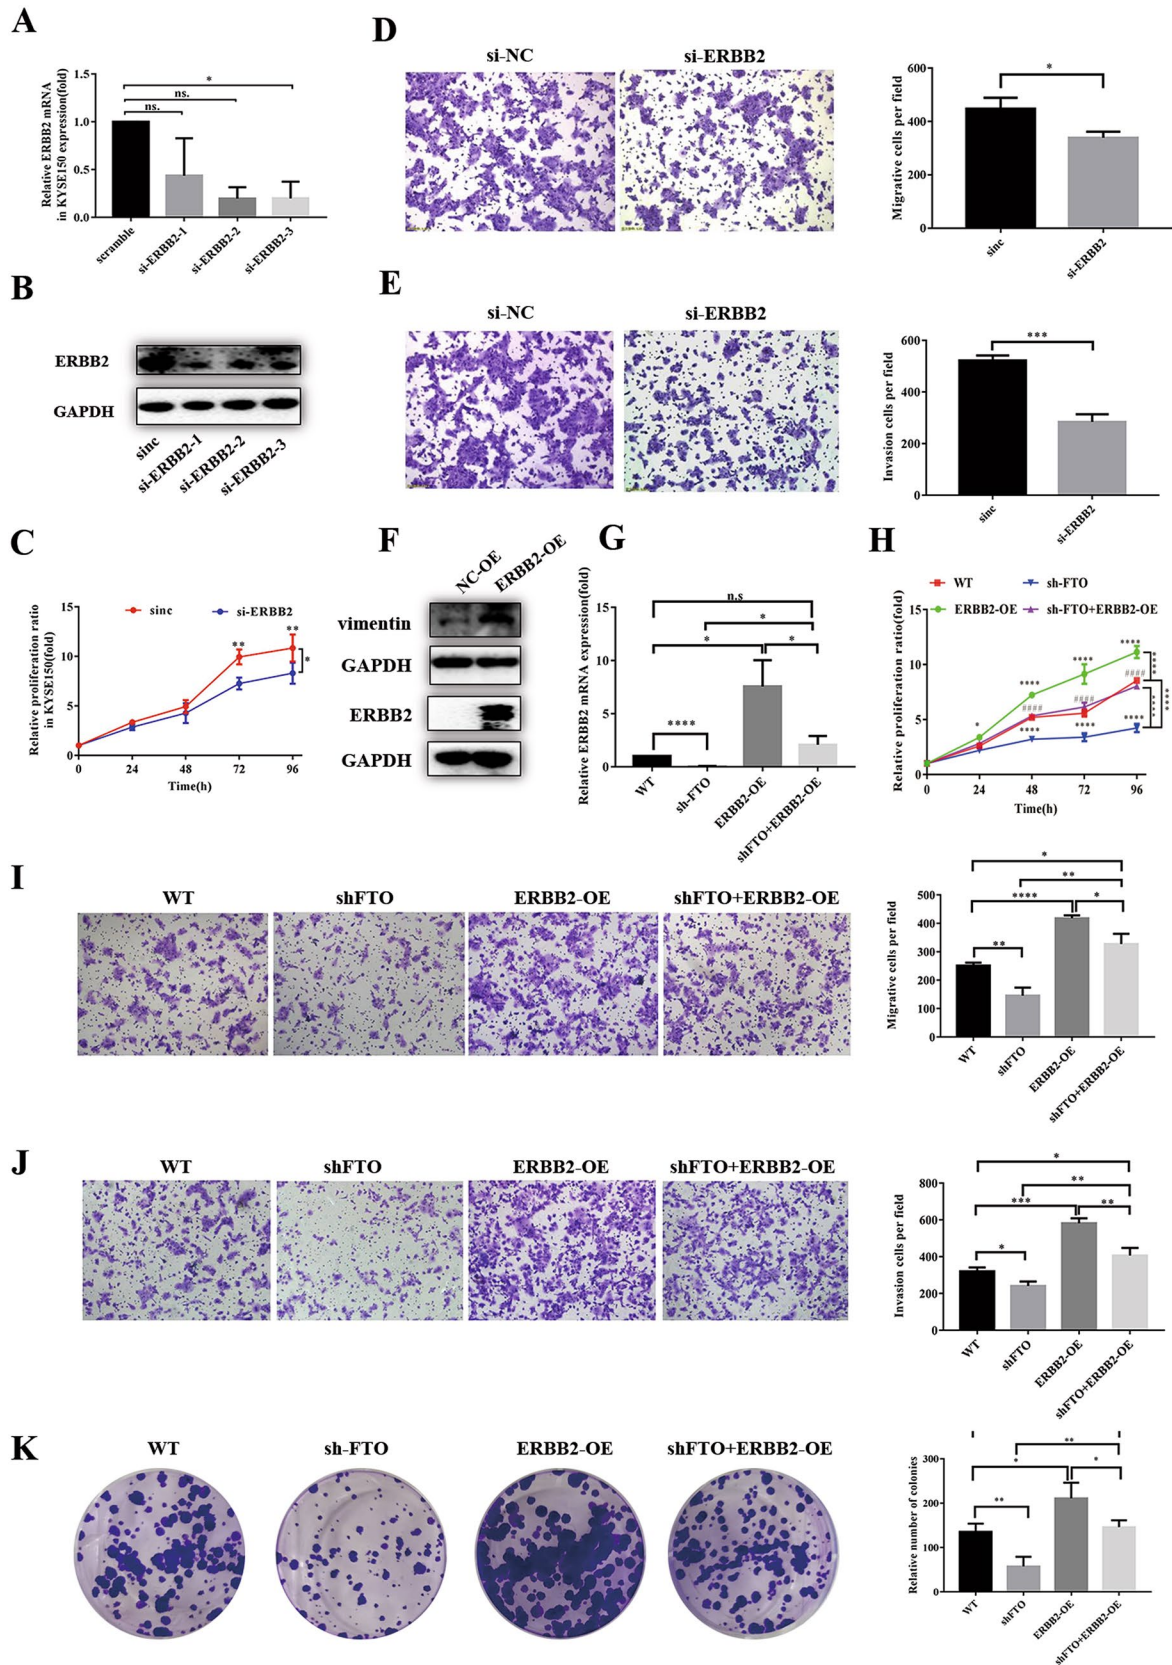 A
Relative ERBB2 mRNA
in KYSE150 expression(fold)
1.5
1.0
0.5
0.0
*
ns.
ns.
scramble
si-ERBB2-1
si-ERBB2-2
si-ERBB2-3
D
si-NC
si-ERBB2
Migrative cells per field
600
400
200
0
*
sinc
si-ERBB2
B
ERBB2
GAPDH
sinc
si-ERBB2-1
si-ERBB2-2
si-ERBB2-3
E
si-NC
si-ERBB2
Invasion cells per field
600
400
200
0
***
sinc
si-ERBB2
C
Relative proliferation ratio
in KYSE150(fold)
15
10
5
0
sinc
si-ERBB2
**
**
*
0
24
48
72
96
Time(h)
F
NC-OE
ERBB2-OE
vimentin
GAPDH
ERBB2
GAPDH
G
Relative ERBB2 mRNA expression(fold)
15
10
5
0
n.s
*
*
*
****
WT
sh-FTO
ERBB2-OE
shFTO+ERBB2-OE
H
WT
sh-FTO
ERBB2-OE
sh-FTO+ERBB2-OE
Relative proliferation ratio(fold)
15
10
5
0
*
****
****
****
####
####
####
****
****
****
****
****
****
0
24
48
72
96
Time(h)
I
WT
shFTO
ERBB2-OE
shFTO+ERBB2-OE
Migrative cells per field
500
400
300
200
100
0
*
**
****
*
**
WT
shFTO
ERBB2-OE
shFTO+ERBB2-OE
J
WT
shFTO
ERBB2-OE
shFTO+ERBB2-OE
Invasion cells per field
800
600
400
200
0
*
**
***
**
*
WT
shFTO
ERBB2-OE
shFTO+ERBB2-OE
K
WT
sh-FTO
ERBB2-OE
shFTO+ERBB2-OE
Relative number of colonies
300
200
100
0
**
*
*
**
WT
shFTO
ERBB2-OE
shFTO+ERBB2-OE